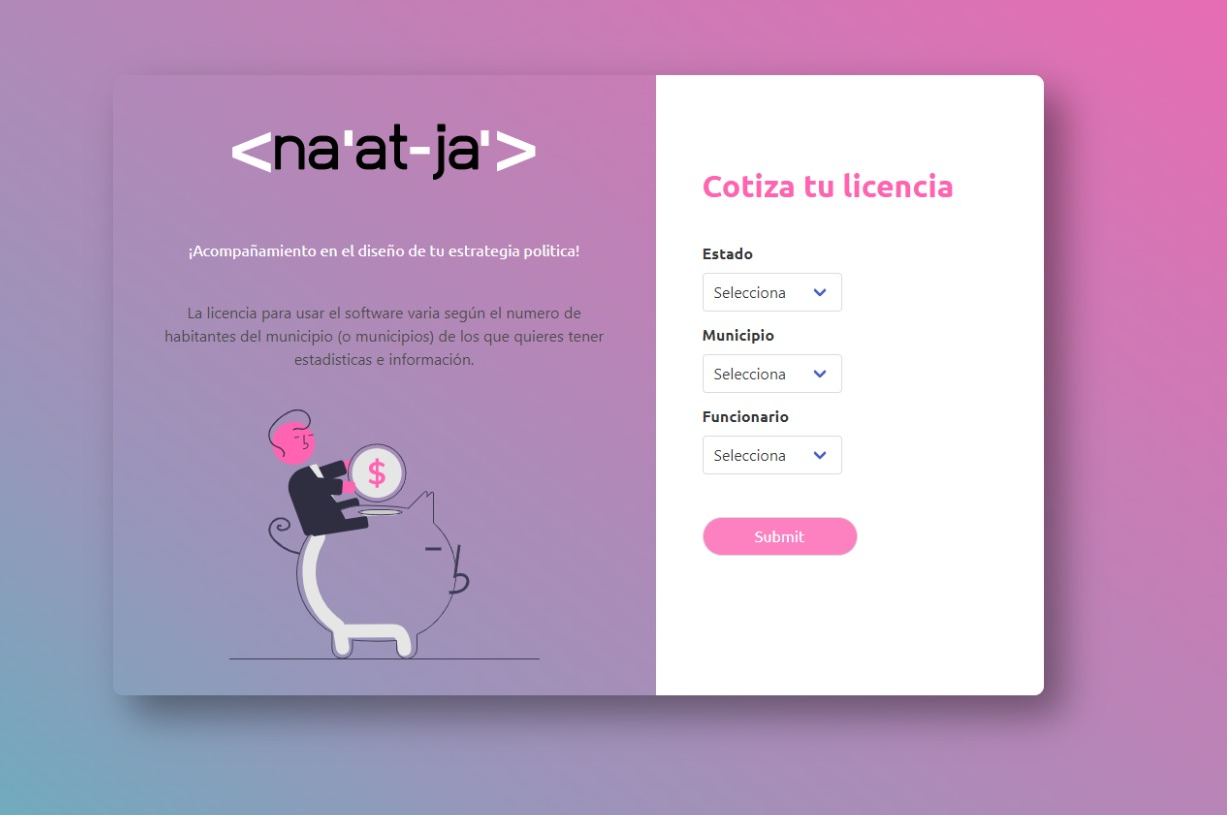 <na'at-ja'>
¡Acompañamiento en el diseño de tu estrategia politica!
La licencia para usar el software varia según el numero de
habitantes del municipio (o municipios) de los que quieres tener
estadisticas e información.
$
Cotiza tu licencia
Estado
Selecciona
Municipio
Selecciona
Funcionario
Selecciona
Submit